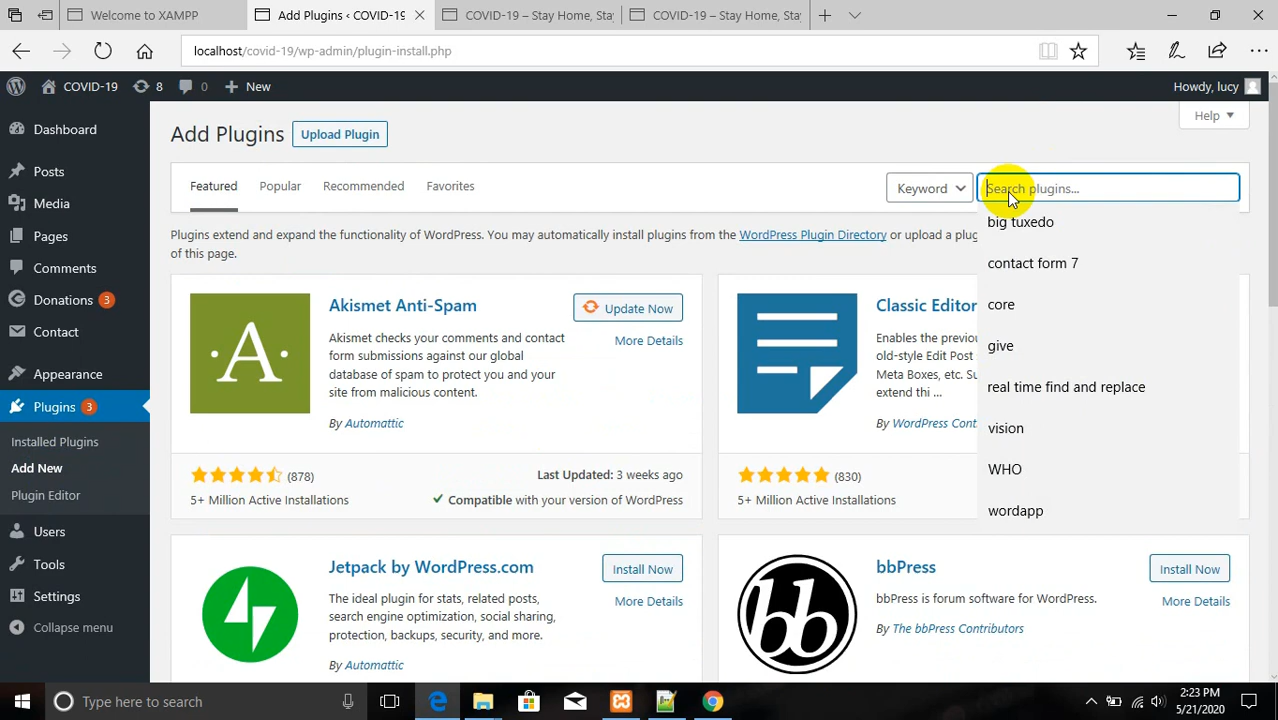 Welcome to XAMPP
Add Plugins ‹ COVID-19
COVID-19 – Stay Home, Sta
COVID-19 – Stay Home, Sta
localhost/covid-19/wp-admin/plugin-install.php
COVID-19
8
0
New
Howdy, lucy
Dashboard
Posts
Media
Pages
Comments
Donations 3
Contact
Appearance
Plugins 3
Installed Plugins
Add New
Plugin Editor
Users
Tools
Settings
Collapse menu
Add Plugins
Upload Plugin
Help
Featured
Popular
Recommended
Favorites
Keyword
Search plugins...
big tuxedo
contact form 7
core
give
real time find and replace
vision
WHO
wordapp
Plugins extend and expand the functionality of WordPress. You may automatically install plugins from the WordPress Plugin Directory or upload a plug
of this page.
A
Akismet Anti-Spam
Update Now
More Details
Akismet checks your comments and contact
form submissions against our global
database of spam to protect you and your
site from malicious content.
By Automattic
(878)
5+ Million Active Installations
Last Updated: 3 weeks ago
Compatible with your version of WordPress
Classic Editor
Enables the previou
old-style Edit Post
Meta Boxes, etc. Su
extend thi ...
By WordPress Cont
(830)
5+ Million Active Installations
Jetpack by WordPress.com
Install Now
More Details
The ideal plugin for stats, related posts,
search engine optimization, social sharing,
protection, backups, security, and more.
By Automattic
bb
bbPress
Install Now
More Details
bbPress is forum software for WordPress.
By The bbPress Contributors
Type here to search
2:23 PM
5/21/2020